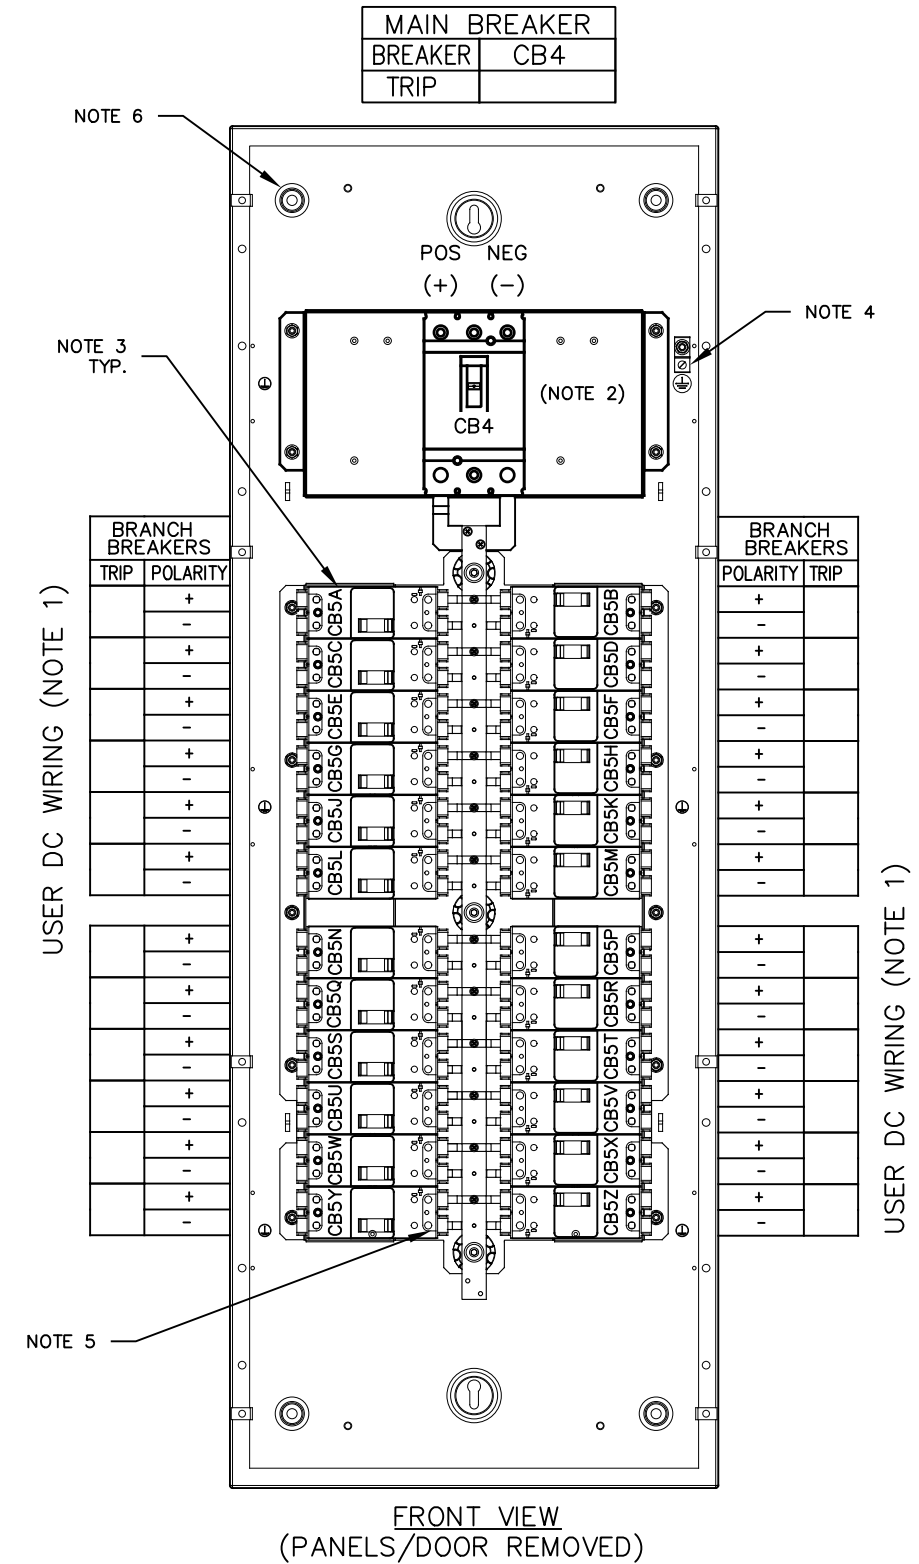 MAIN BREAKER
BREAKER CB4
TRIP
NOTE 6
POS NEG
(+) (-)
NOTE 4
NOTE 3
TYP.
(NOTE 2)
CB4
BRANCH
BREAKERS
TRIP POLARITY
+
-
+
-
+
-
+
-
+
-
+
-
+
-
+
-
+
-
+
-
+
-
+
-
USER DC WIRING (NOTE 1)
BRANCH
BREAKERS
POLARITY TRIP
+
-
+
-
+
-
+
-
+
-
+
-
+
-
+
-
+
-
+
-
+
-
+
-
USER DC WIRING (NOTE 1)
CB5A CB5B
CB5C CB5D
CB5E CB5F
CB5G CB5H
CB5J CB5K
CB5L CB5M
CB5N CB5P
CB5Q CB5R
CB5S CB5T
CB5U CB5V
CB5W CB5X
CB5Y CB5Z
NOTE 5
FRONT VIEW
(PANELS/DOOR REMOVED)